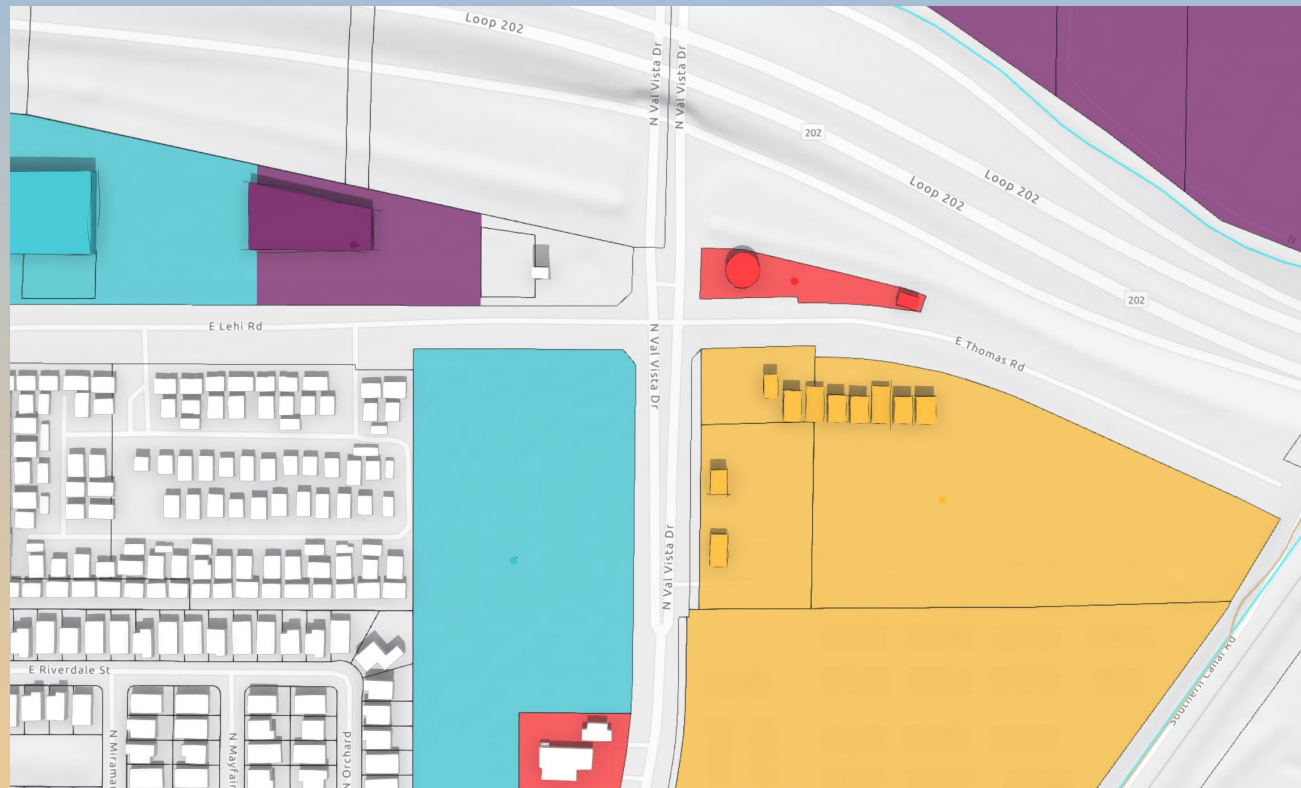 Loop 202
N Val Vista Dr
N Val Vista Dr
202
Loop 202
Loop 202
202
E Lehi Rd
E Thomas Rd
N Val Vista Dr
N Val Vista Dr
E Riverdale St
Southern Canal Rd
N Mayfair
N Orchard
N